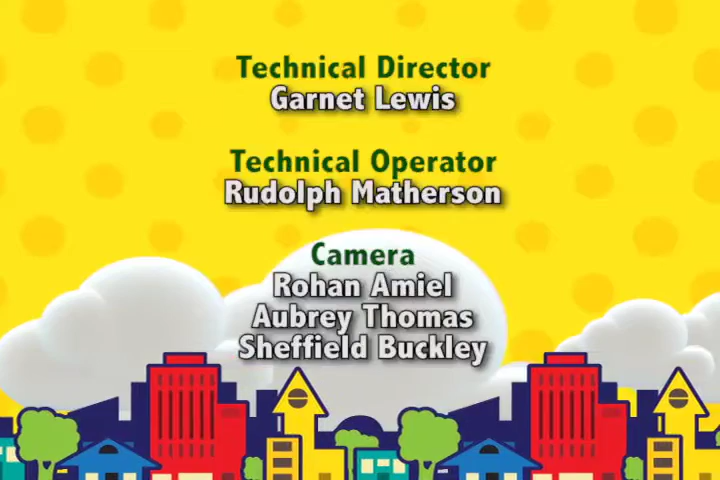 Technical Director
Garnet Lewis
Technical Operator
Rudolph Matherson
Camera
Rohan Amiel
Aubrey Thomas
Sheffield Buckley